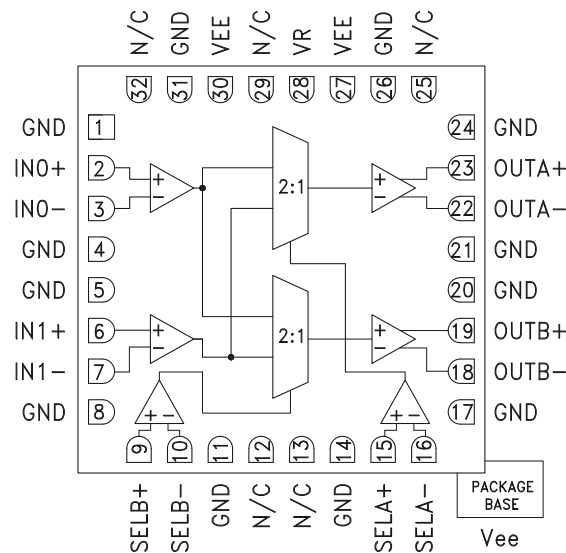 N/C GND VEE N/C VR VEE GND N/C
32 31 30 29 28 27 26 25
GND 1 24 GND
IN0+ 2 + − 2:1 + − 23 OUTA+
IN0− 3 22 OUTA−
GND 4 21 GND
GND 5 20 GND
IN1+ 6 + − 2:1 + − 19 OUTB+
IN1− 7 18 OUTB−
GND 8 + − + − 17 GND
9 10 11 12 13 14 15 16
SELB+ SELB− GND N/C N/C GND SELA+ SELA−
PACKAGE
BASE
Vee